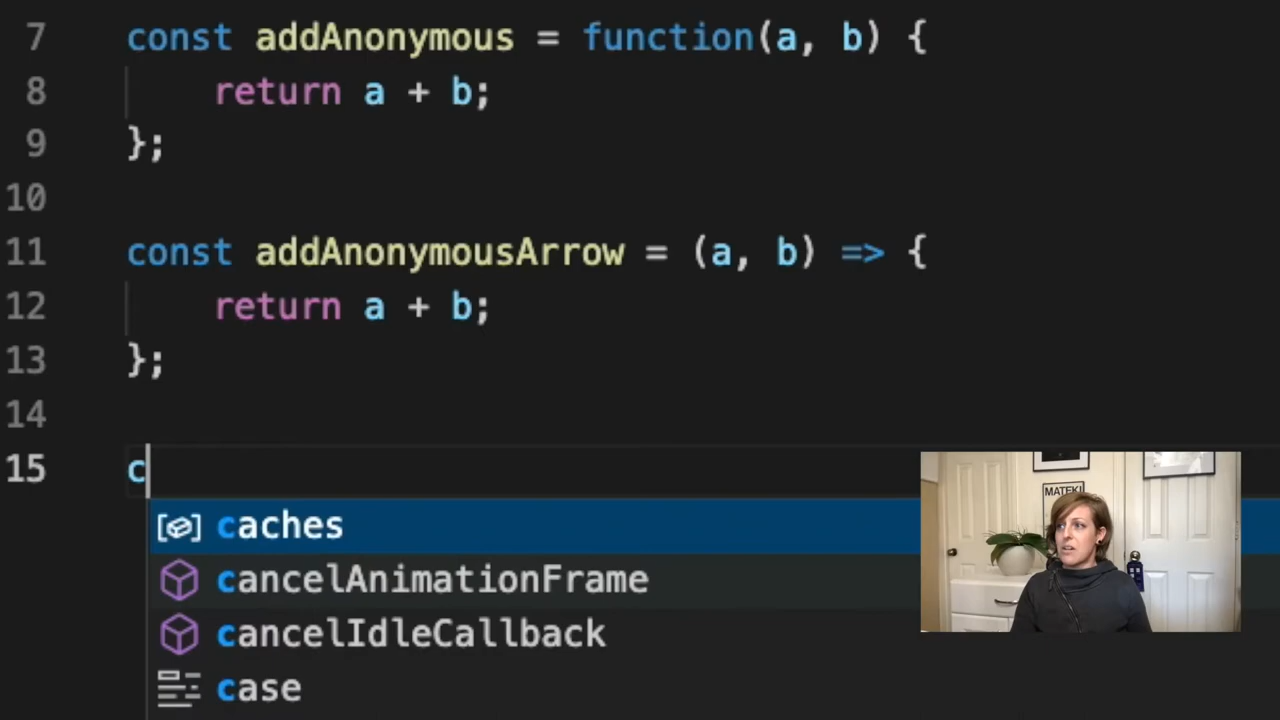 7 const addAnonymous = function(a, b) {
8 return a + b;
9 };
10
11 const addAnonymousArrow = (a, b) => {
12 return a + b;
13 };
14
15 c
caches
cancelAnimationFrame
cancelIdleCallback
case
MATEKI